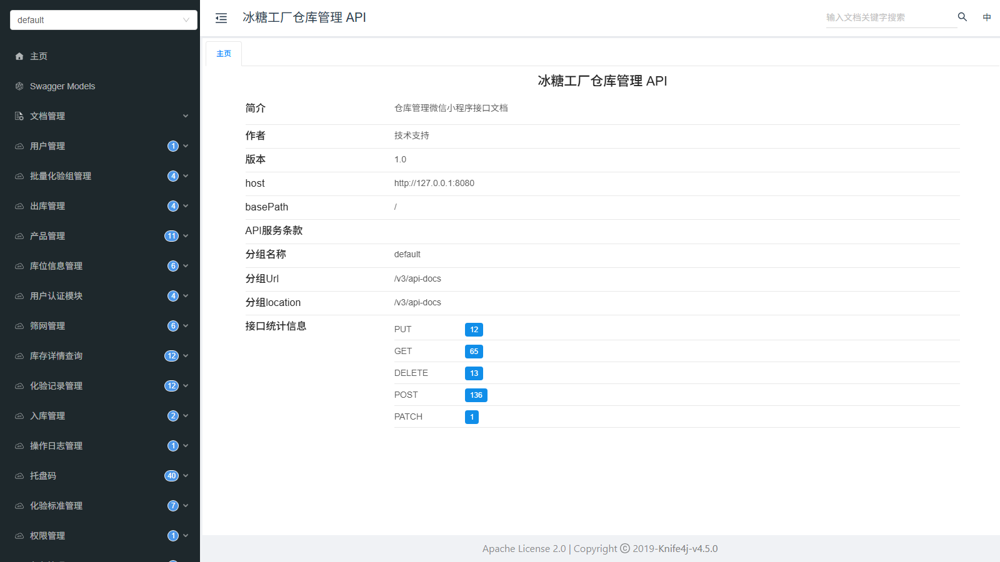 default
主页
Swagger Models
文档管理
用户管理 1
批量化验组管理 4
出库管理 4
产品管理 11
库位信息管理 6
用户认证模块 4
筛网管理 6
库存详情查询 12
化验记录管理 12
入库管理 2
操作日志管理 1
托盘码 40
化验标准管理 7
权限管理 1
冰糖工厂仓库管理 API
输入文档关键字搜索
中
主页
冰糖工厂仓库管理 API
简介 仓库管理微信小程序接口文档
作者 技术支持
版本 1.0
host http://127.0.0.1:8080
basePath /
API服务条款
分组名称 default
分组Url /v3/api-docs
分组location /v3/api-docs
接口统计信息
PUT 12
GET 65
DELETE 13
POST 136
PATCH 1
Apache License 2.0 | Copyright © 2019-Knife4j-v4.5.0